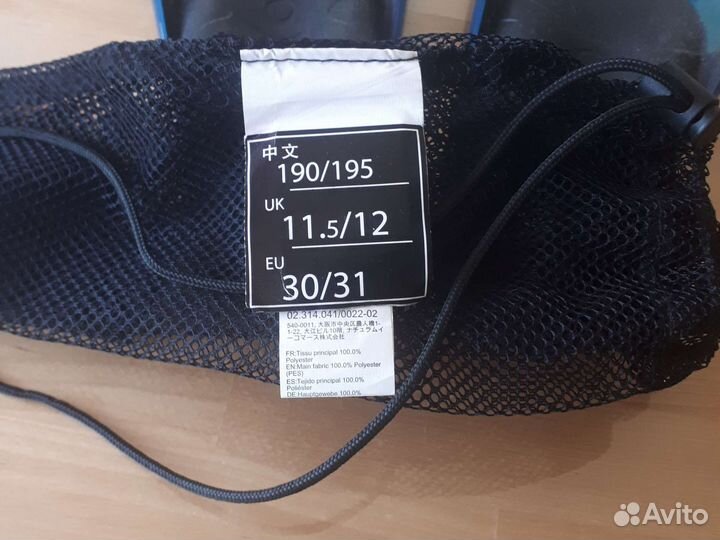 中文
190/195
UK
11.5/12
EU
30/31
02.314.041/0022-02
540-0011, 大阪市中央区農人橋1-
1-22, 大江ビル10階, ナチュラムイ
ーコマース株式会社
FR:Tissu principal 100.0%
Polyester
EN:Main fabric 100.0% Polyester
(PES)
ES:Tejido principal 100.0%
Poliéster
DE:Hauptgewebe 100.0%
Avito